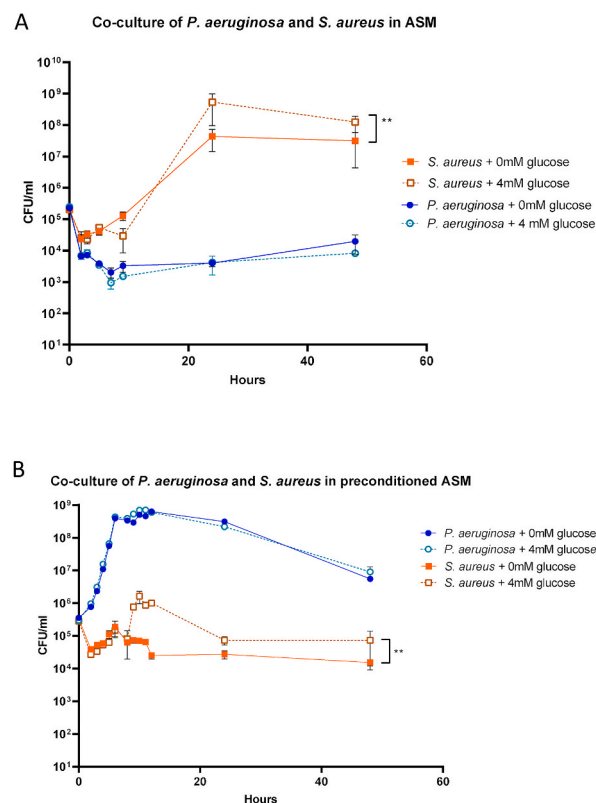 A
Co-culture of P. aeruginosa and S. aureus in ASM
10¹⁰
10⁹
10⁸
10⁷
10⁶
10⁵
10⁴
10³
10²
10¹
CFU/ml
0
20
40
60
Hours
**
S. aureus + 0mM glucose
S. aureus + 4mM glucose
P. aeruginosa + 0mM glucose
P. aeruginosa + 4 mM glucose
B
Co-culture of P. aeruginosa and S. aureus in preconditioned ASM
10⁹
10⁸
10⁷
10⁶
10⁵
10⁴
10³
10²
10¹
CFU/ml
0
20
40
60
Hours
**
P. aeruginosa + 0mM glucose
P. aeruginosa + 4mM glucose
S. aureus + 0mM glucose
S. aureus + 4mM glucose